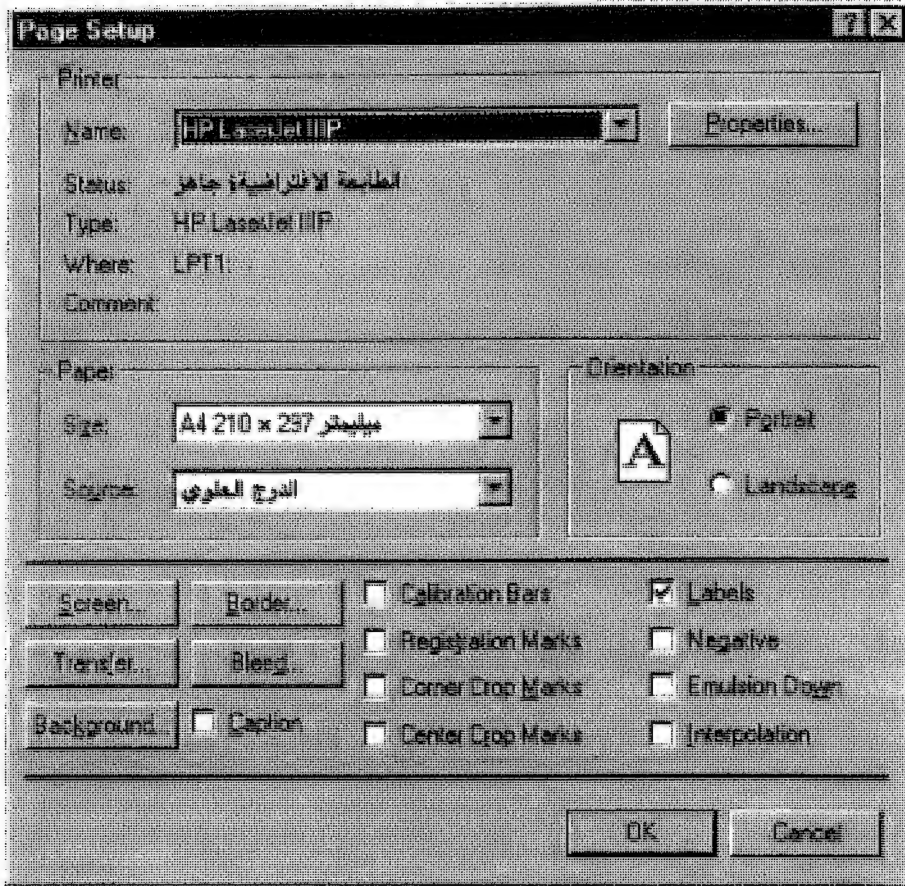 Page Setup
Printer
Name: HP LaserJet IIIP Properties...
Status: الطابعة الافتراضية؛ جاهز
Type: HP LaserJet IIIP
Where: LPT1:
Comment:
Paper
Size: A4 210 × 297 ميليمتر
Source: الدرج العلوي
Orientation
A
Portrait
Landscape
Screen... Border... Calibration Bars Labels
Transfer... Bleed... Registration Marks Negative
Background... Caption Corner Crop Marks Emulsion Down
Center Crop Marks Interpolation
OK Cancel